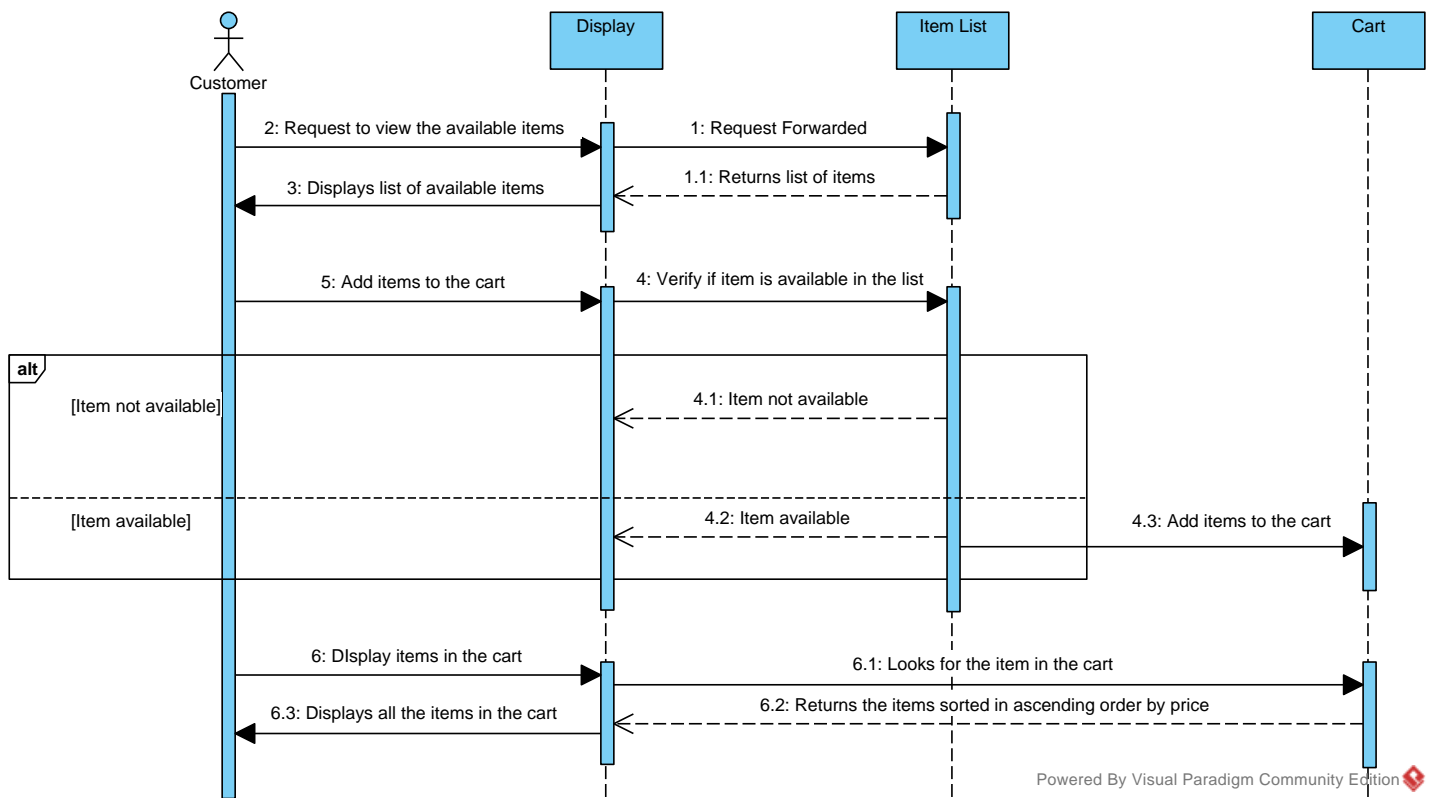 Display
Item List
Cart
Customer
2: Request to view the available items
1: Request Forwarded
1.1: Returns list of items
3: Displays list of available items
5: Add items to the cart
4: Verify if item is available in the list
alt
[Item not available]
4.1: Item not available
[Item available]
4.2: Item available
4.3: Add items to the cart
6: DIsplay items in the cart
6.1: Looks for the item in the cart
6.2: Returns the items sorted in ascending order by price
6.3: Displays all the items in the cart
Powered By Visual Paradigm Community Edition